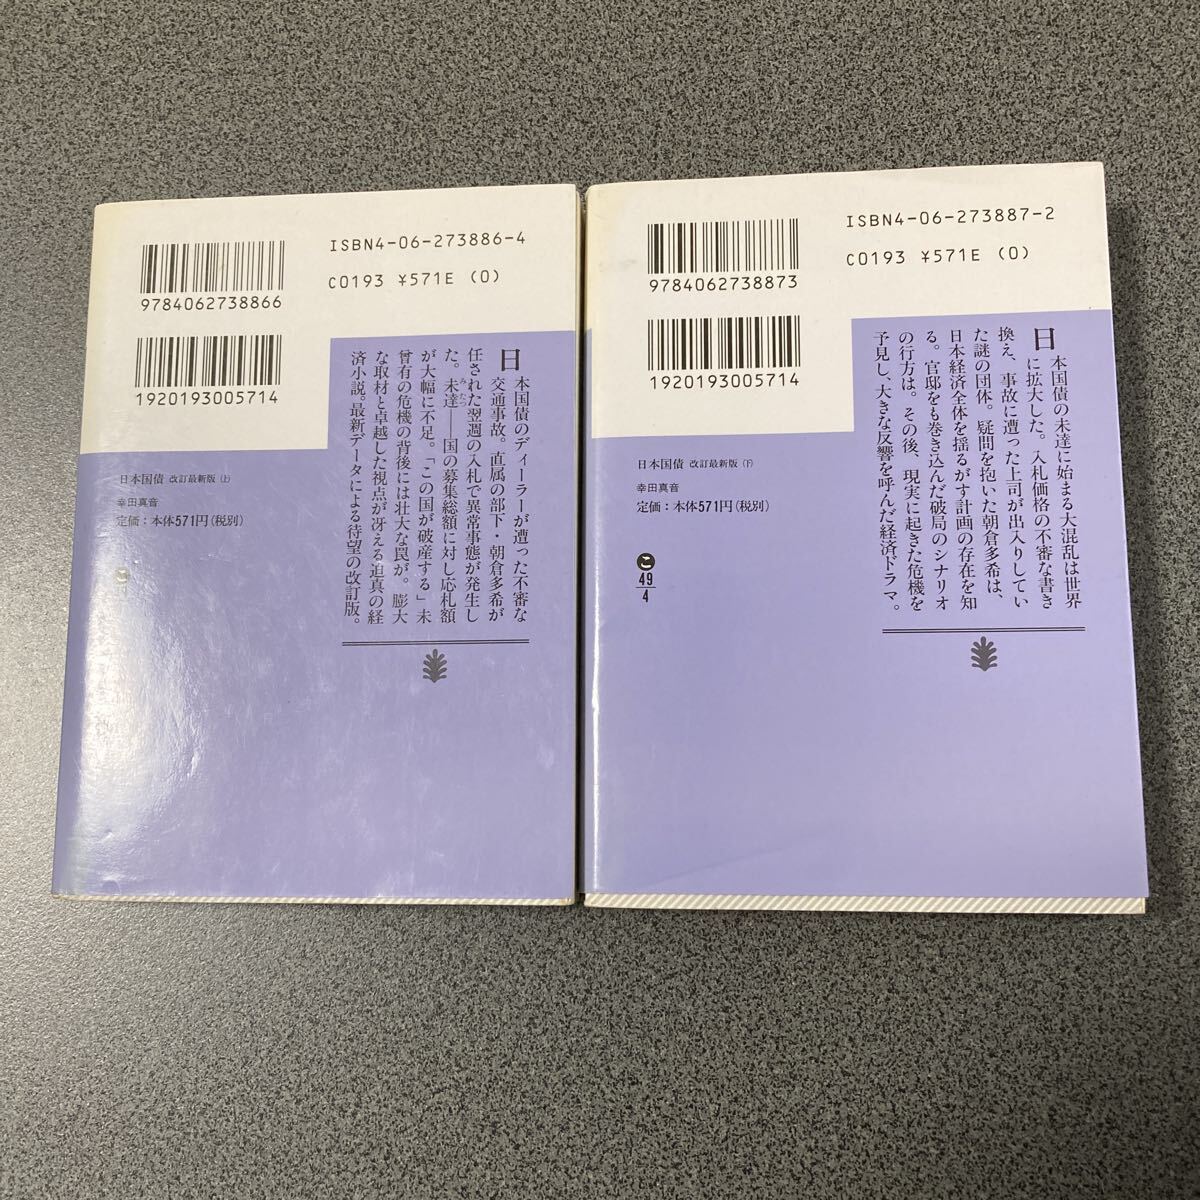 ISBN4-06-273886-4
C0193 ¥571E (0)
9784062738866
1920193005714
日本国債のディーラーが遭った不審な
交通事故。直属の部下・朝倉多希が
任された翌週の入札で異常事態が発生し
た。未達――国の募集総額に対し応札額
みたつ
が大幅に不足。「この国が破産する」未
曾有の危機の背後には壮大な罠が。膨大
な取材と卓越した視点が冴える迫真の経
済小説。最新データによる待望の改訂版。
日本国債 改訂最新版(上)
幸田真音
定価:本体571円(税別)
こ
ISBN4-06-273887-2
C0193 ¥571E (0)
9784062738873
1920193005714
日本国債の未達に始まる大混乱は世界
に拡大した。入札価格の不審な書き
換え、事故に遭った上司が出入りしてい
た謎の団体。疑問を抱いた朝倉多希は、
日本経済全体を揺るがす計画の存在を知
る。官邸をも巻き込んだ破局のシナリオ
の行方は。その後、現実に起きた危機を
予見し、大きな反響を呼んだ経済ドラマ。
日本国債 改訂最新版(下)
幸田真音
定価:本体571円(税別)
こ
49
4